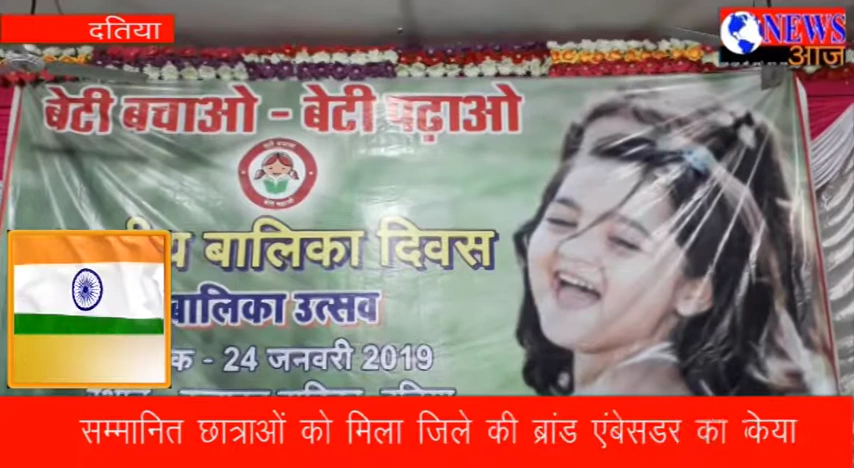 दतिया
NEWS
आज
बेटी बचाओ - बेटी पढ़ाओ
बालिका दिवस
बालिका उत्सव
क - 24 जनवरी 2019
सम्मानित छात्राओं को मिला जिले की ब्रांड एंबेसडर का